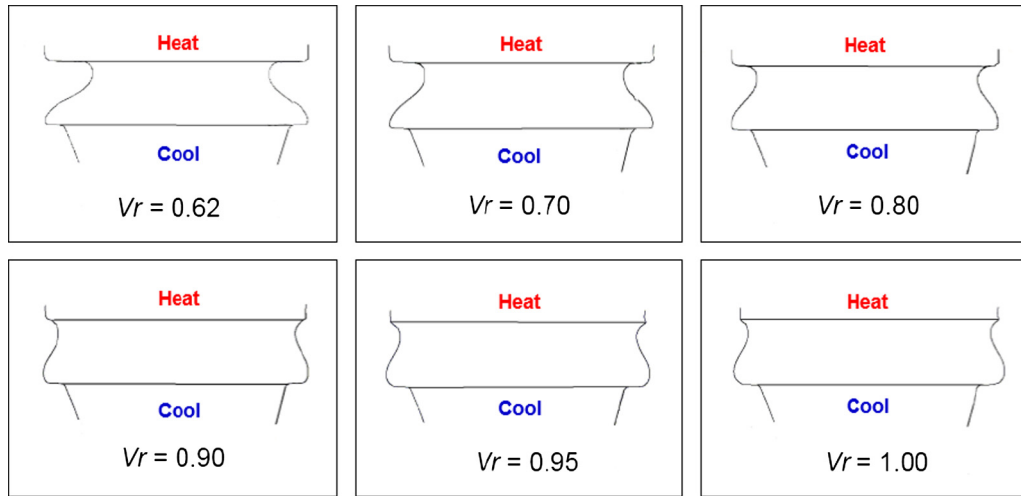 Heat
Cool
Vr = 0.62
Heat
Cool
Vr = 0.70
Heat
Cool
Vr = 0.80
Heat
Cool
Vr = 0.90
Heat
Cool
Vr = 0.95
Heat
Cool
Vr = 1.00